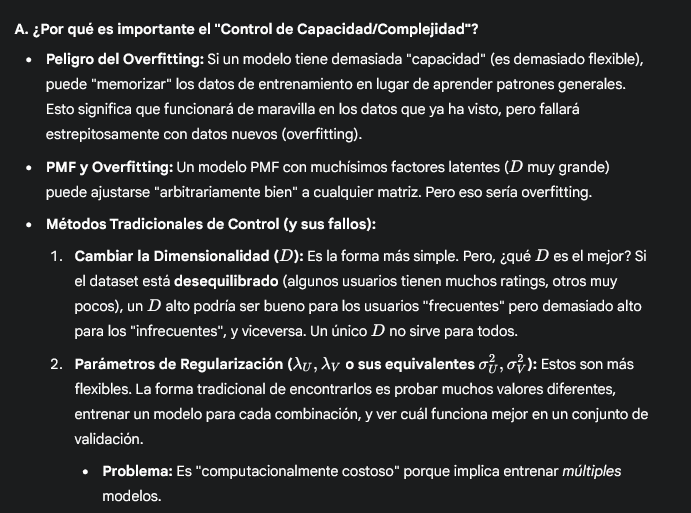 A. ¿Por qué es importante el "Control de Capacidad/Complejidad"?
• Peligro del Overfitting: Si un modelo tiene demasiada "capacidad" (es demasiado flexible),
puede "memorizar" los datos de entrenamiento en lugar de aprender patrones generales.
Esto significa que funcionará de maravilla en los datos que ya ha visto, pero fallará
estrepitosamente con datos nuevos (overfitting).
• PMF y Overfitting: Un modelo PMF con muchísimos factores latentes (D muy grande)
puede ajustarse "arbitrariamente bien" a cualquier matriz. Pero eso sería overfitting.
• Métodos Tradicionales de Control (y sus fallos):
1. Cambiar la Dimensionalidad (D): Es la forma más simple. Pero, ¿qué D es el mejor? Si
el dataset está desequilibrado (algunos usuarios tienen muchos ratings, otros muy
pocos), un D alto podría ser bueno para los usuarios "frecuentes" pero demasiado alto
para los "infrecuentes", y viceversa. Un único D no sirve para todos.
2. Parámetros de Regularización (λ_U, λ_V o sus equivalentes σ²_U, σ²_V): Estos son más
flexibles. La forma tradicional de encontrarlos es probar muchos valores diferentes,
entrenar un modelo para cada combinación, y ver cuál funciona mejor en un conjunto de
validación.
• Problema: Es "computacionalmente costoso" porque implica entrenar múltiples
modelos.